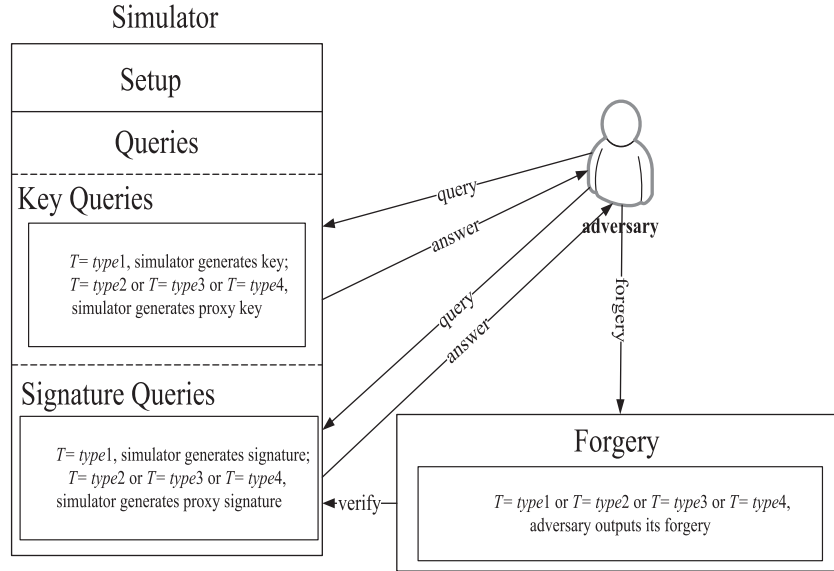 Simulator
Setup
Queries
Key Queries
T= type1, simulator generates key;
T= type2 or T= type3 or T= type4,
simulator generates proxy key
Signature Queries
T= type1, simulator generates signature;
T= type2 or T= type3 or T= type4,
simulator generates proxy signature
query
answer
query
answer
adversary
forgery
verify
Forgery
T= type1 or T= type2 or T= type3 or T= type4,
adversary outputs its forgery